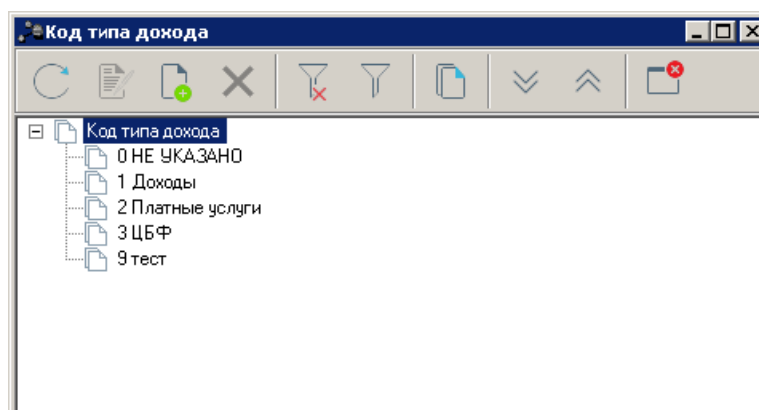 Код типа дохода
Код типа дохода
0 НЕ УКАЗАНО
1 Доходы
2 Платные услуги
3 ЦБФ
9 тест